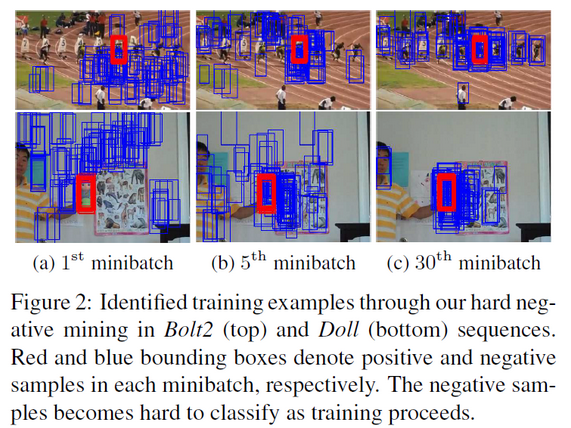 (a) 1st minibatch (b) 5th minibatch (c) 30th minibatch
Figure 2: Identified training examples through our hard neg-
ative mining in Bolt2 (top) and Doll (bottom) sequences.
Red and blue bounding boxes denote positive and negative
samples in each minibatch, respectively. The negative sam-
ples becomes hard to classify as training proceeds.